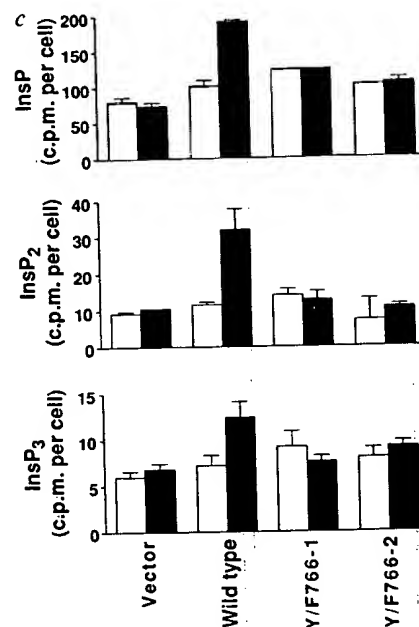 c
InsP
(c.p.m. per cell)
200
150
100
50
0
InsP2
(c.p.m. per cell)
40
30
20
10
0
InsP3
(c.p.m. per cell)
15
10
5
0
Vector
Wild type
Y/F766-1
Y/F766-2